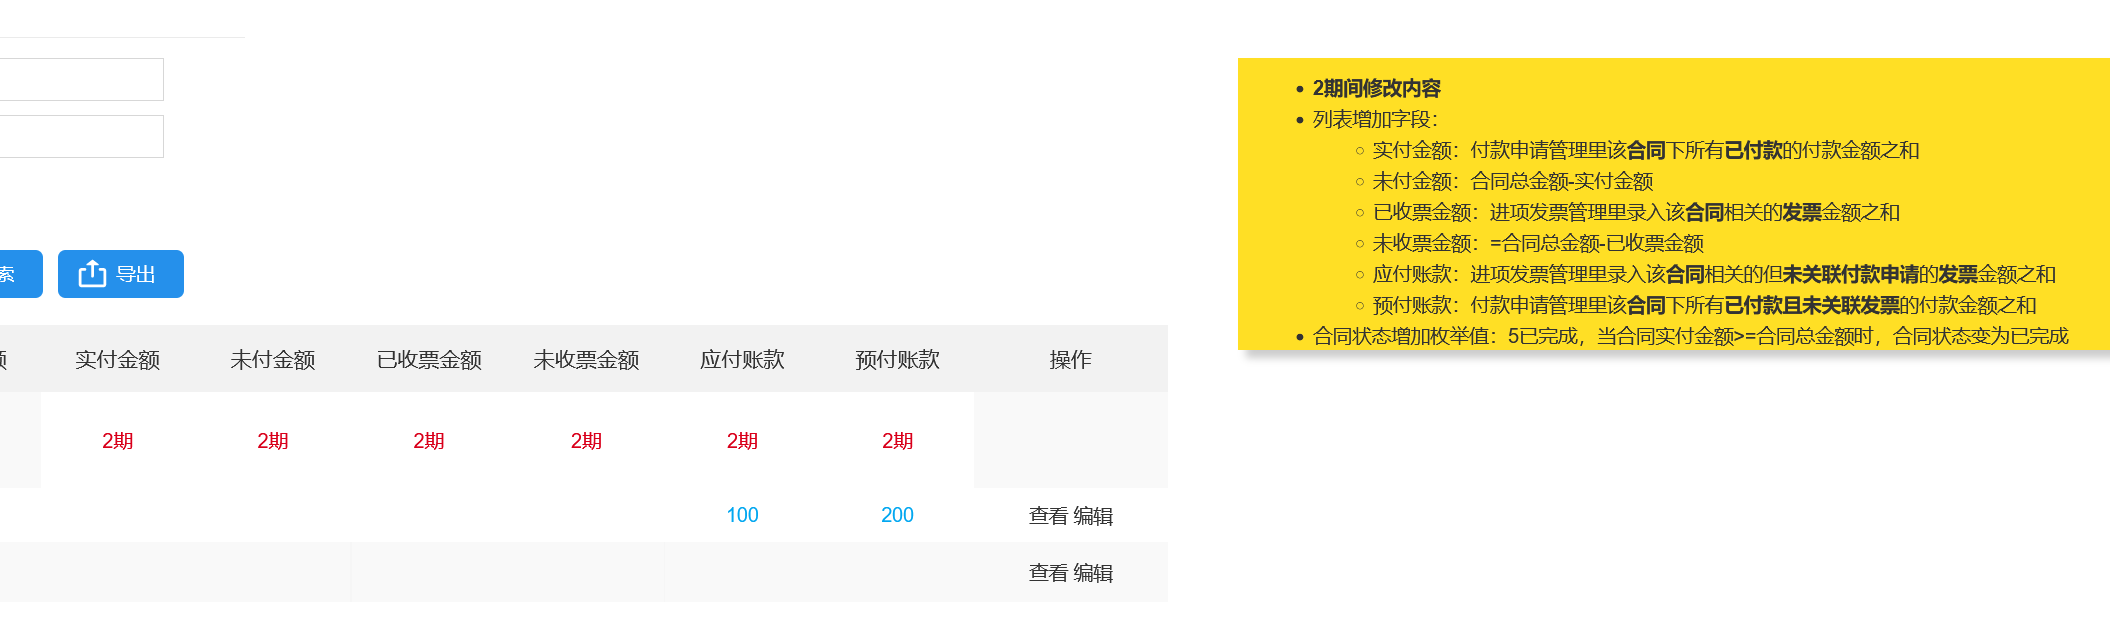 2期间修改内容
列表增加字段：
实付金额：付款申请管理里该合同下所有已付款的付款金额之和
未付金额：合同总金额-实付金额
已收票金额：进项发票管理里录入该合同相关的发票金额之和
未收票金额：=合同总金额-已收票金额
应付账款：进项发票管理里录入该合同相关的但未关联付款申请的发票金额之和
预付账款：付款申请管理里该合同下所有已付款且未关联发票的付款金额之和
合同状态增加枚举值：5已完成，当合同实付金额>=合同总金额时，合同状态变为已完成
索 导出
实付金额 未付金额 已收票金额 未收票金额 应付账款 预付账款 操作
2期 2期 2期 2期 2期 2期
100 200 查看 编辑
查看 编辑